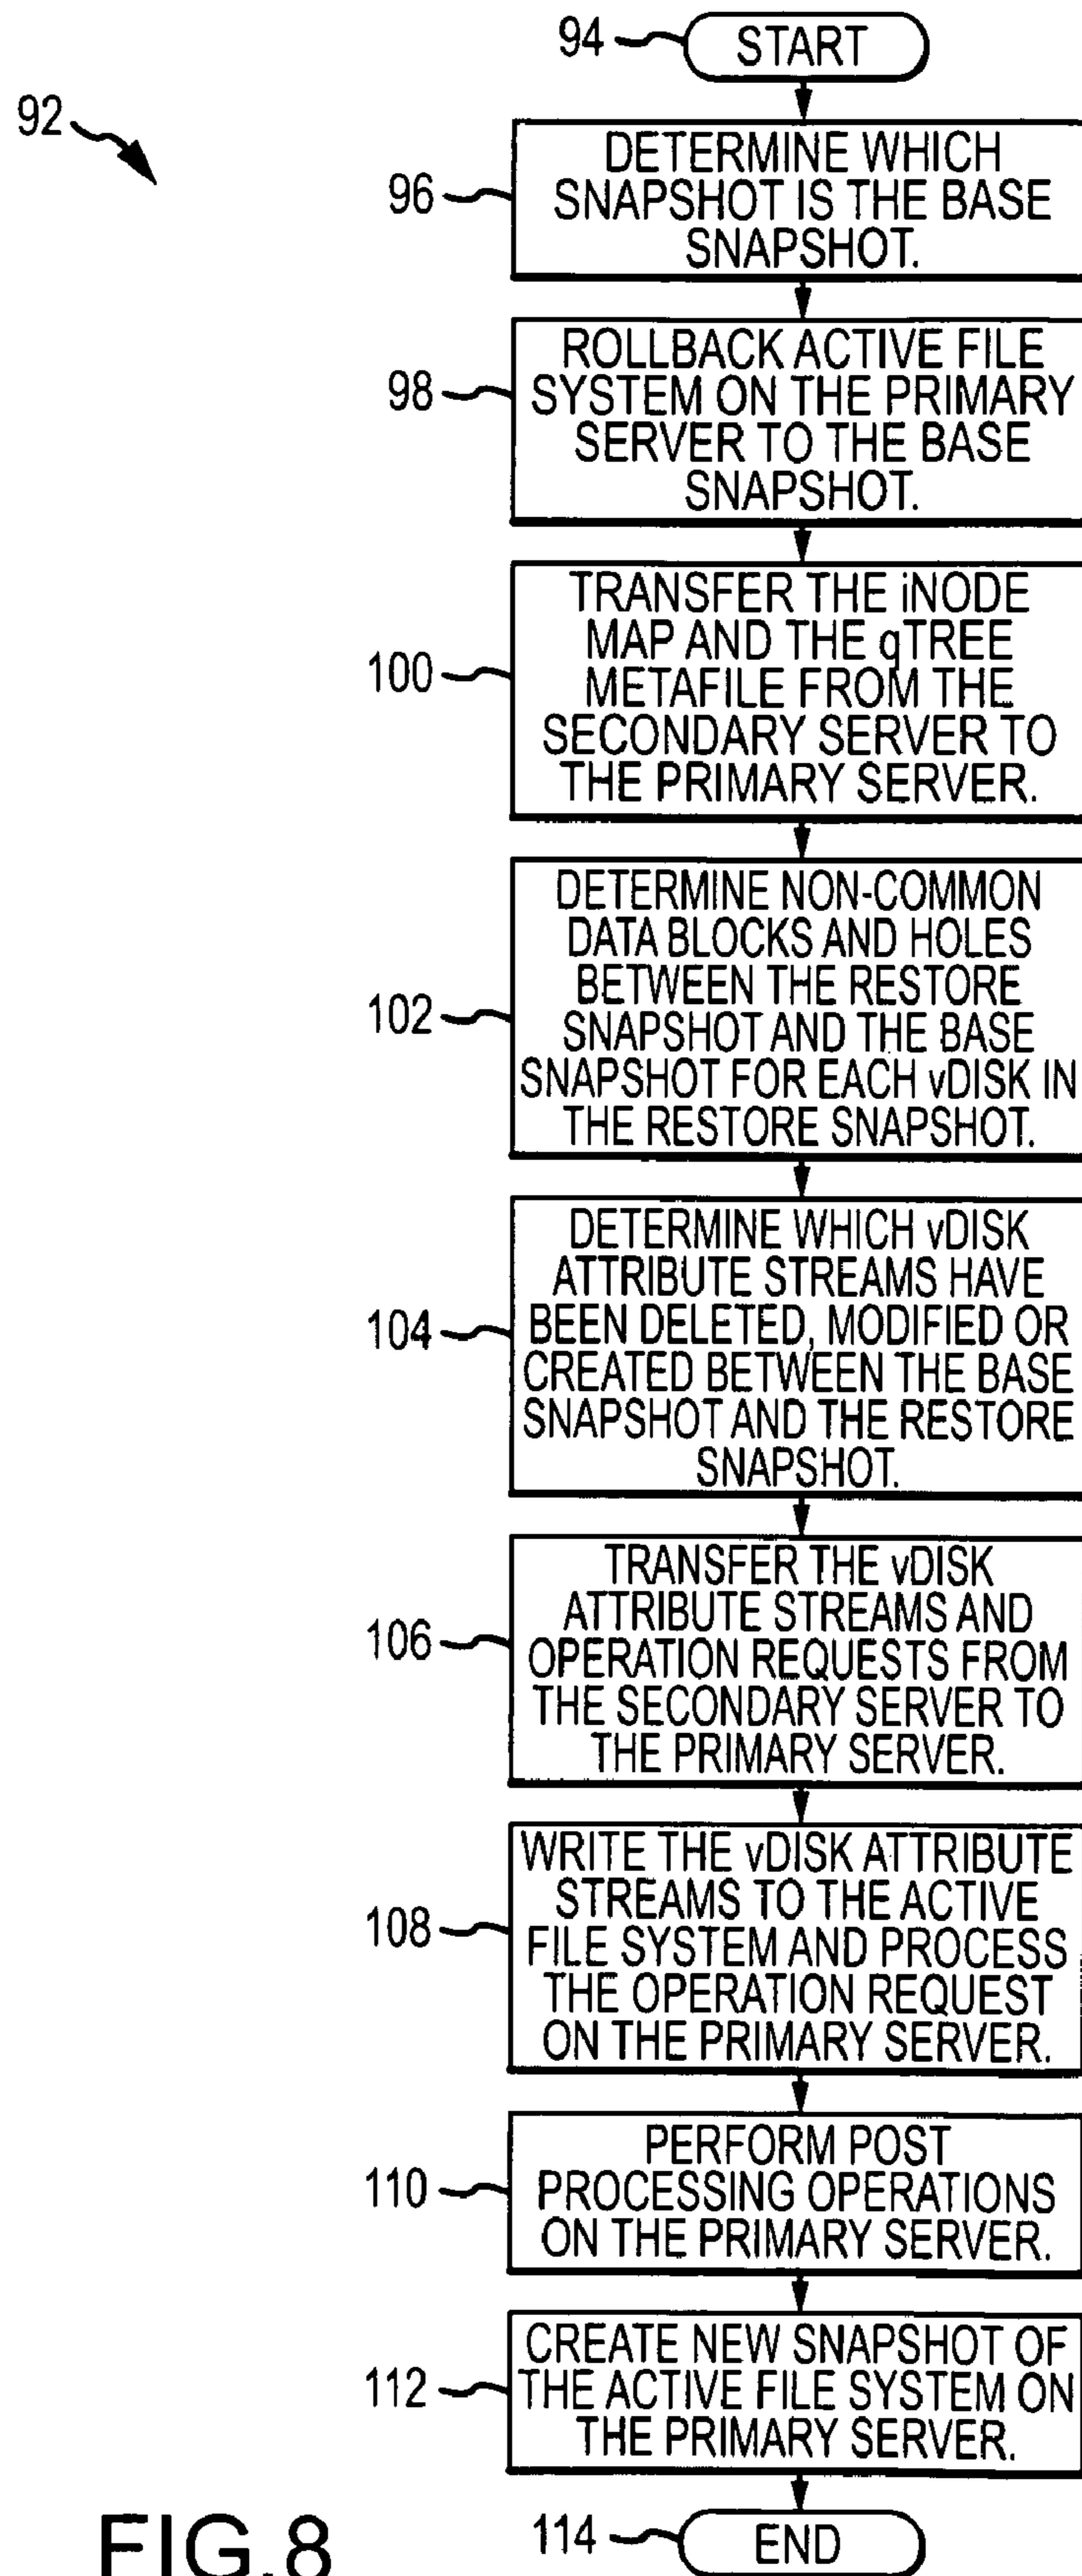 94
START
92
96
DETERMINE WHICH
SNAPSHOT IS THE BASE
SNAPSHOT.
98
ROLLBACK ACTIVE FILE
SYSTEM ON THE PRIMARY
SERVER TO THE BASE
SNAPSHOT.
100
TRANSFER THE iNODE
MAP AND THE qTREE
METAFILE FROM THE
SECONDARY SERVER TO
THE PRIMARY SERVER.
102
DETERMINE NON-COMMON
DATA BLOCKS AND HOLES
BETWEEN THE RESTORE
SNAPSHOT AND THE BASE
SNAPSHOT FOR EACH vDISK IN
THE RESTORE SNAPSHOT.
104
DETERMINE WHICH vDISK
ATTRIBUTE STREAMS HAVE
BEEN DELETED, MODIFIED OR
CREATED BETWEEN THE BASE
SNAPSHOT AND THE RESTORE
SNAPSHOT.
106
TRANSFER THE vDISK
ATTRIBUTE STREAMS AND
OPERATION REQUESTS FROM
THE SECONDARY SERVER TO
THE PRIMARY SERVER.
108
WRITE THE vDISK ATTRIBUTE
STREAMS TO THE ACTIVE
FILE SYSTEM AND PROCESS
THE OPERATION REQUEST
ON THE PRIMARY SERVER.
110
PERFORM POST
PROCESSING OPERATIONS
ON THE PRIMARY SERVER.
112
CREATE NEW SNAPSHOT OF
THE ACTIVE FILE SYSTEM ON
THE PRIMARY SERVER.
114
END
FIG.8